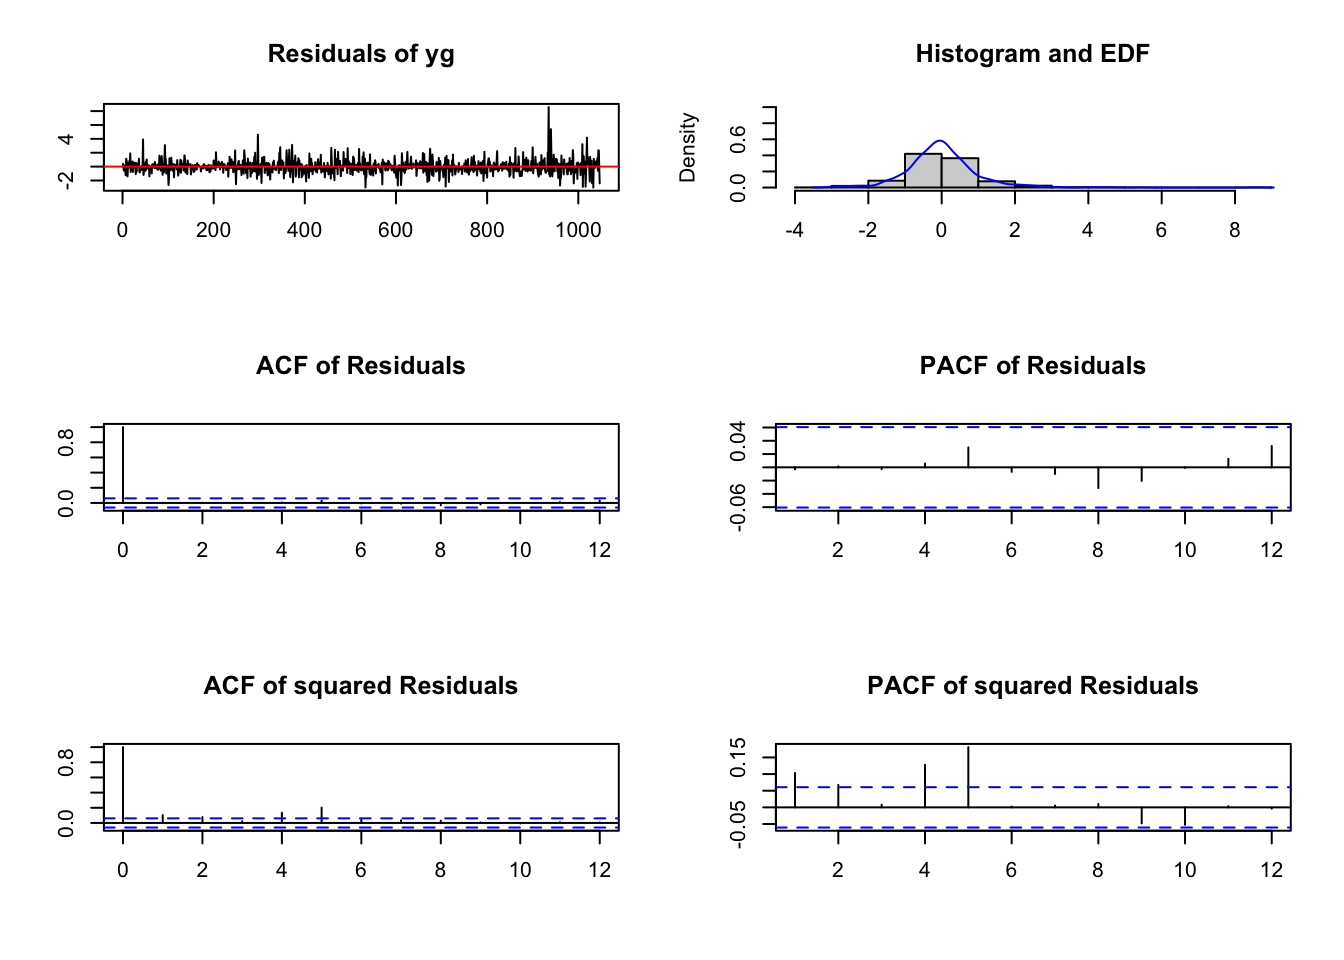 Residuals of yg
4
-2
0 200 400 600 800 1000
Histogram and EDF
Density
0.6
0.0
-4 -2 0 2 4 6 8
ACF of Residuals
0.8
0.0
0 2 4 6 8 10 12
PACF of Residuals
0.04
-0.06
2 4 6 8 10 12
ACF of squared Residuals
0.8
0.0
0 2 4 6 8 10 12
PACF of squared Residuals
0.15
-0.05
2 4 6 8 10 12